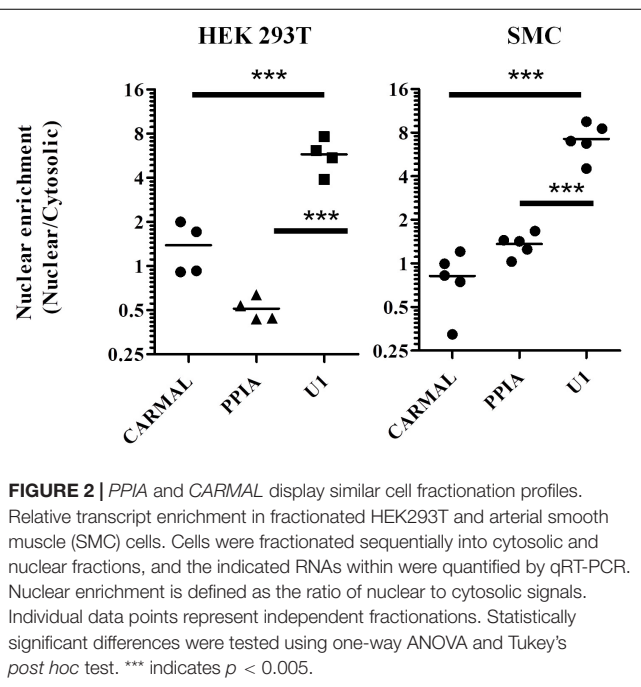 HEK 293T
SMC
Nuclear enrichment
(Nuclear/Cytosolic)
***
***
16
8
4
2
1
0.5
0.25
CARMAL
PPIA
U1
***
***
16
8
4
2
1
0.5
0.25
CARMAL
PPIA
U1
FIGURE 2 | PPIA and CARMAL display similar cell fractionation profiles.
Relative transcript enrichment in fractionated HEK293T and arterial smooth
muscle (SMC) cells. Cells were fractionated sequentially into cytosolic and
nuclear fractions, and the indicated RNAs within were quantified by qRT-PCR.
Nuclear enrichment is defined as the ratio of nuclear to cytosolic signals.
Individual data points represent independent fractionations. Statistically
significant differences were tested using one-way ANOVA and Tukey's
post hoc test. *** indicates p < 0.005.